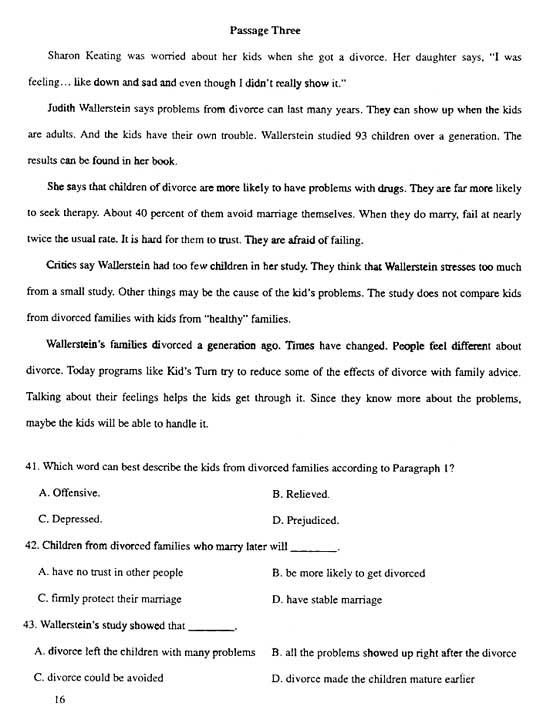 Passage Three
Sharon Keating was worried about her kids when she got a divorce. Her daughter says, "I was
feeling… like down and sad and even though I didn't really show it."
Judith Wallerstein says problems from divorce can last many years. They can show up when the kids
are adults. And the kids have their own trouble. Wallerstein studied 93 children over a generation. The
results can be found in her book.
She says that children of divorce are more likely to have problems with drugs. They are far more likely
to seek therapy. About 40 percent of them avoid marriage themselves. When they do marry, fail at nearly
twice the usual rate. It is hard for them to trust. They are afraid of failing.
Critics say Wallerstein had too few children in her study. They think that Wallerstein stresses too much
from a small study. Other things may be the cause of the kid's problems. The study does not compare kids
from divorced families with kids from "healthy" families.
Wallerstein's families divorced a generation ago. Times have changed. People feel different about
divorce. Today programs like Kid's Turn try to reduce some of the effects of divorce with family advice.
Talking about their feelings helps the kids get through it. Since they know more about the problems,
maybe the kids will be able to handle it.
41. Which word can best describe the kids from divorced families according to Paragraph 1?
A. Offensive. B. Relieved.
C. Depressed. D. Prejudiced.
42. Children from divorced families who marry later will ________.
A. have no trust in other people B. be more likely to get divorced
C. firmly protect their marriage D. have stable marriage
43. Wallerstein's study showed that ________.
A. divorce left the children with many problems B. all the problems showed up right after the divorce
C. divorce could be avoided D. divorce made the children mature earlier
16